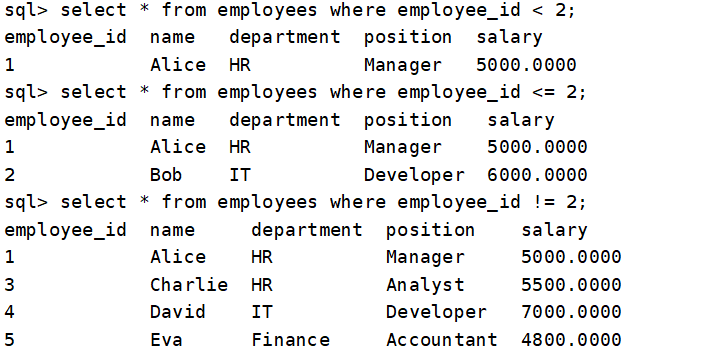 sql> select * from employees where employee_id < 2;
employee_id  name   department  position  salary
1            Alice  HR          Manager   5000.0000
sql> select * from employees where employee_id <= 2;
employee_id  name   department  position   salary
1            Alice  HR          Manager    5000.0000
2            Bob    IT          Developer  6000.0000
sql> select * from employees where employee_id != 2;
employee_id  name     department  position    salary
1            Alice    HR          Manager     5000.0000
3            Charlie  HR          Analyst     5500.0000
4            David    IT          Developer   7000.0000
5            Eva      Finance     Accountant  4800.0000